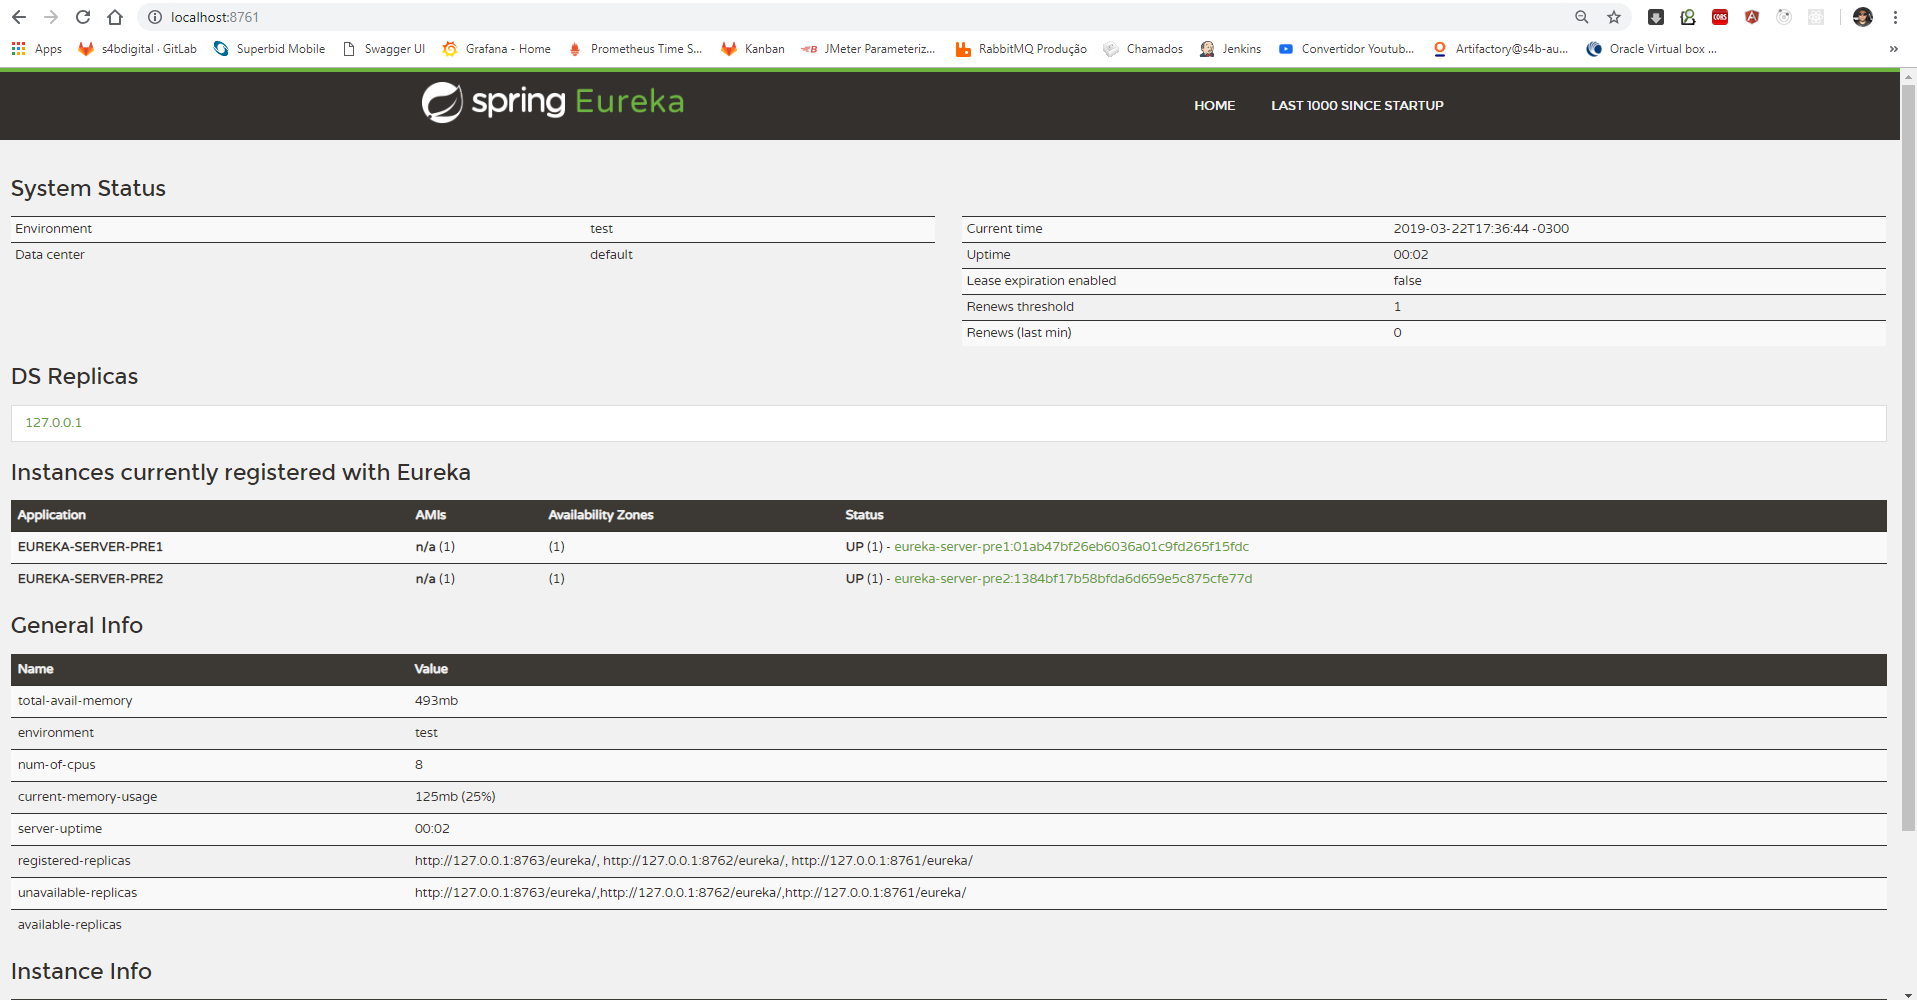 localhost:8761
Apps s4bdigital · GitLab Superbid Mobile Swagger UI Grafana - Home Prometheus Time S... Kanban JMeter Parameteriz... RabbitMQ Produção Chamados Jenkins Convertidor Youtub... Artifactory@s4b-au... Oracle Virtual box ... »
spring Eureka HOME LAST 1000 SINCE STARTUP
System Status
Environment test
Data center default
Current time 2019-03-22T17:36:44 -0300
Uptime 00:02
Lease expiration enabled false
Renews threshold 1
Renews (last min) 0
DS Replicas
127.0.0.1
Instances currently registered with Eureka
Application AMIs Availability Zones Status
EUREKA-SERVER-PRE1 n/a (1) (1) UP (1) - eureka-server-pre1:01ab47bf26eb6036a01c9fd265f15fdc
EUREKA-SERVER-PRE2 n/a (1) (1) UP (1) - eureka-server-pre2:1384bf17b58bfda6d659e5c875cfe77d
General Info
Name Value
total-avail-memory 493mb
environment test
num-of-cpus 8
current-memory-usage 125mb (25%)
server-uptime 00:02
registered-replicas http://127.0.0.1:8763/eureka/, http://127.0.0.1:8762/eureka/, http://127.0.0.1:8761/eureka/
unavailable-replicas http://127.0.0.1:8763/eureka/,http://127.0.0.1:8762/eureka/,http://127.0.0.1:8761/eureka/
available-replicas
Instance Info